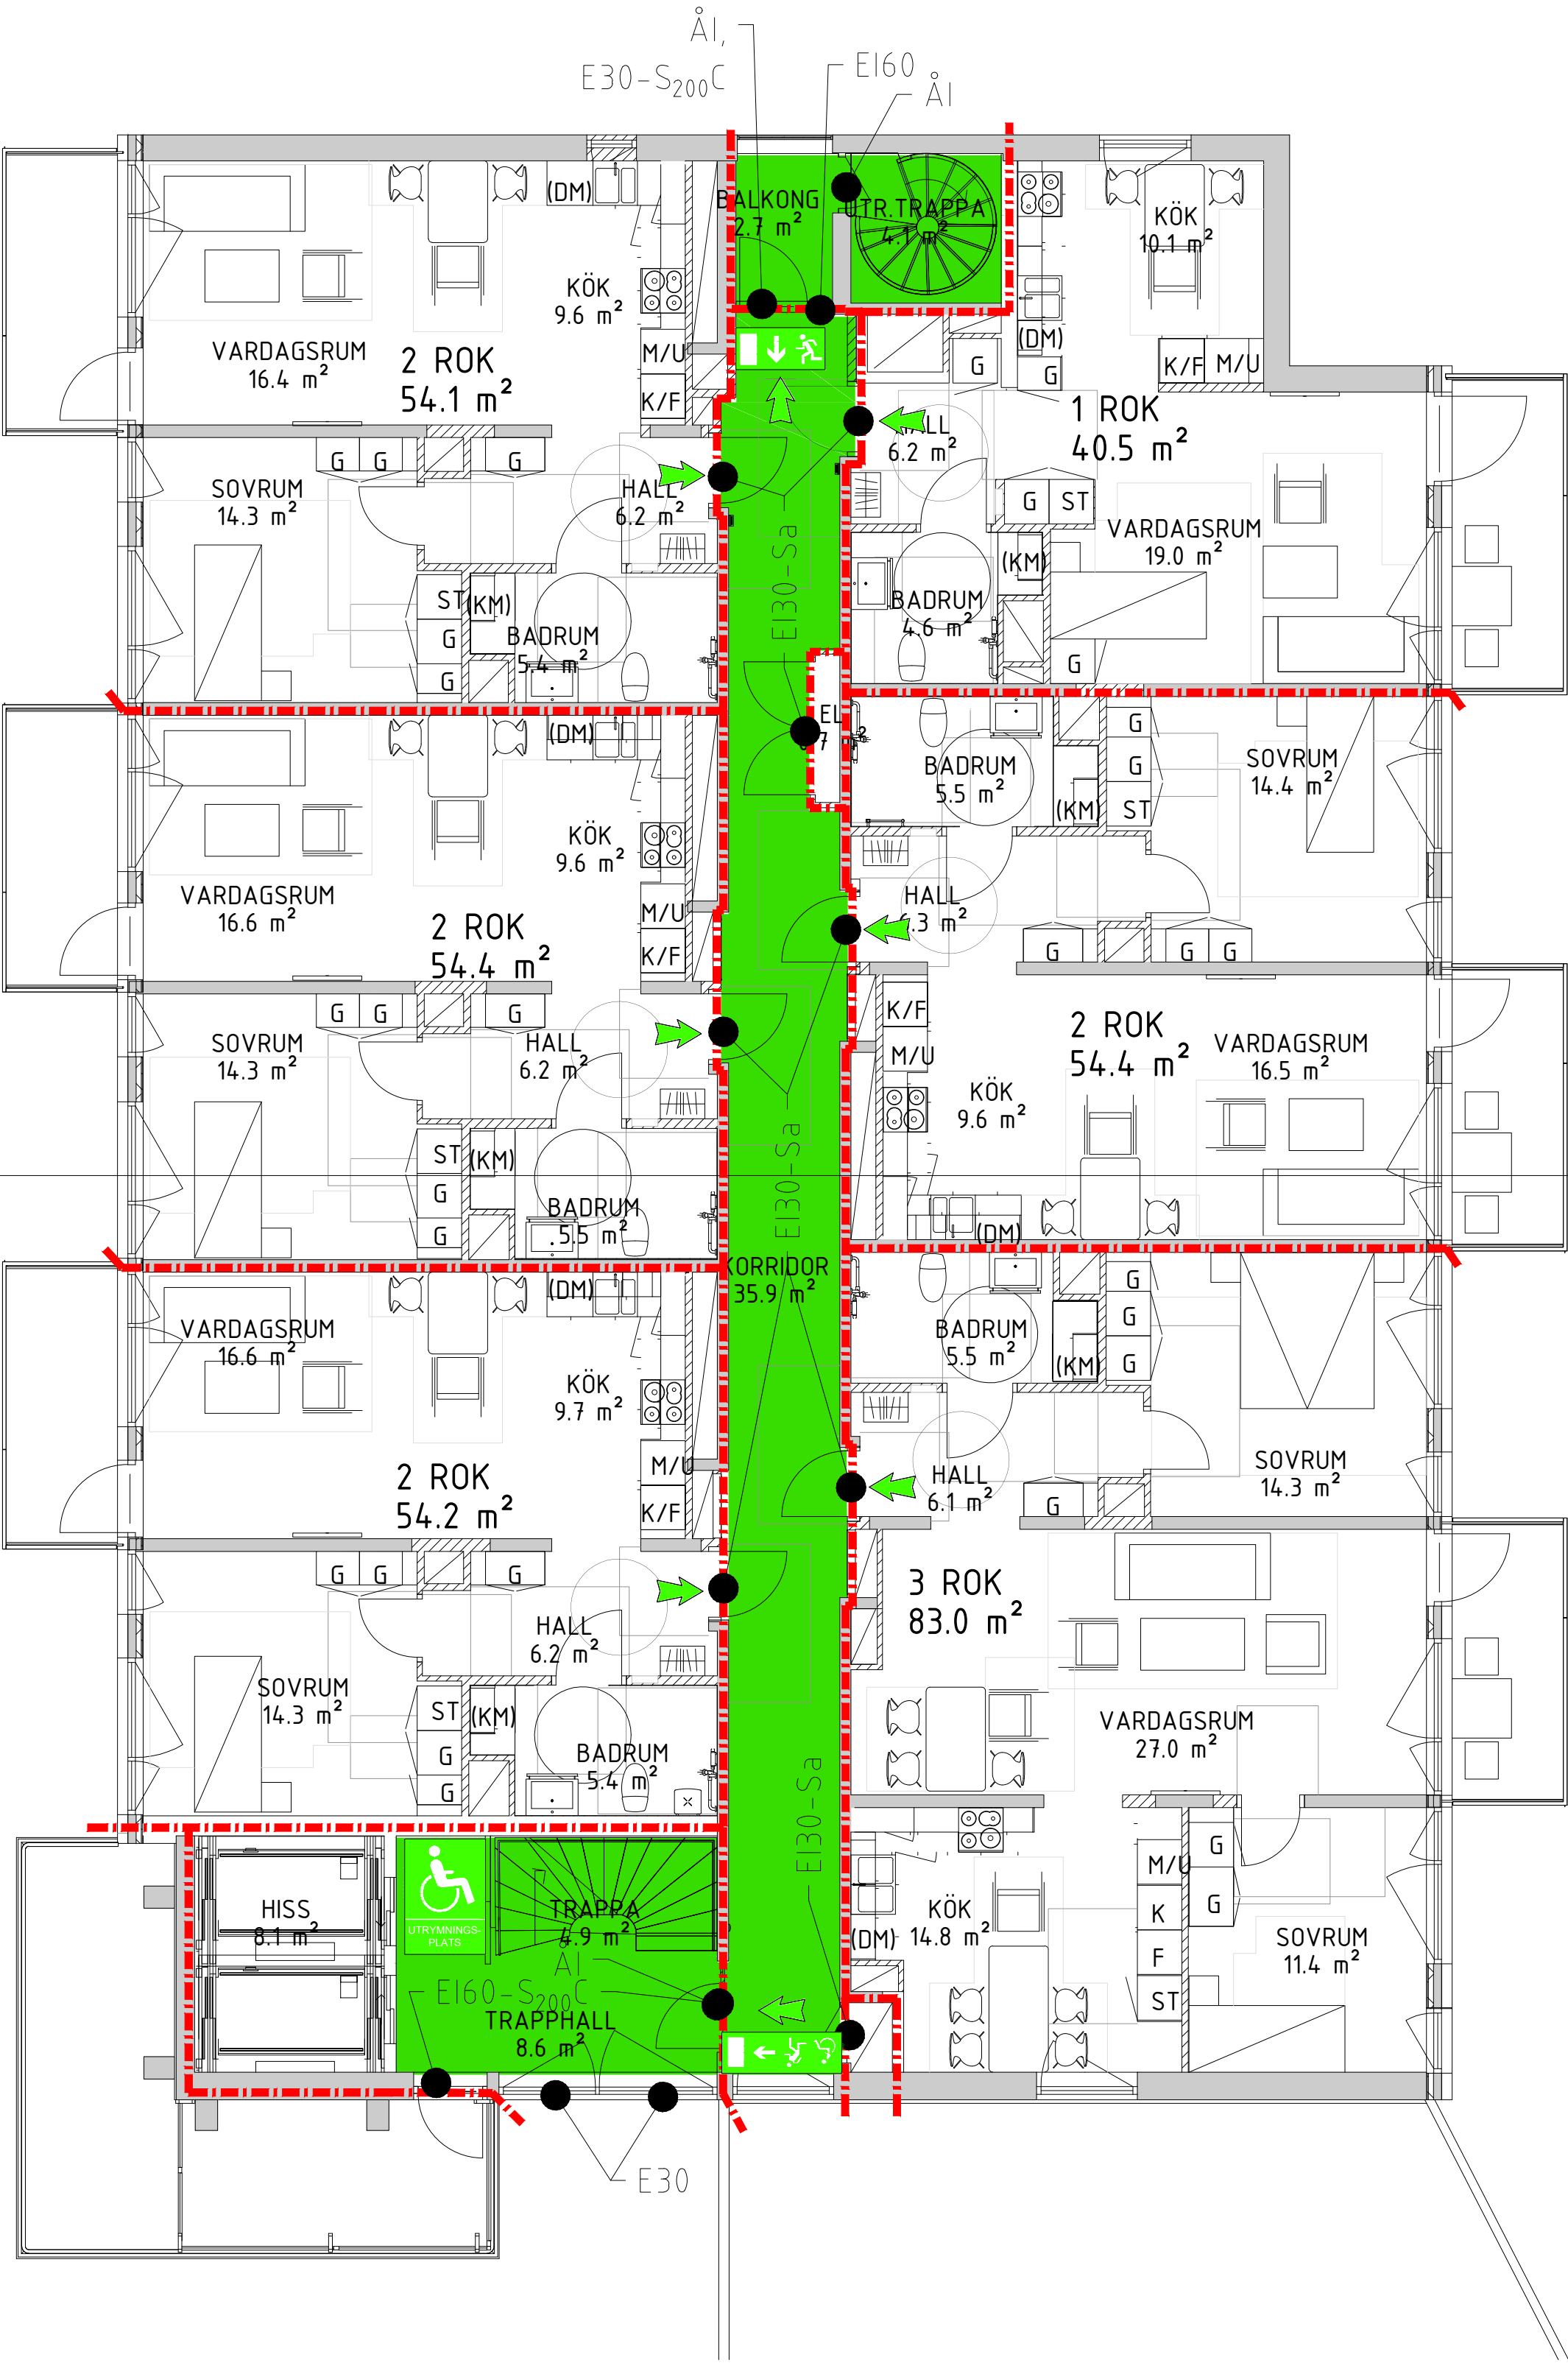 ÅI,
E30-S200C
EI60
ÅI
BALKONG
2.7 m²
UTR.TRAPPA
4.1 m²
(DM)
KÖK
10.1 m²
KÖK
9.6 m²
VARDAGSRUM
16.4 m²
2 ROK
54.1 m²
M/U
K/F
(DM)
G
G
K/F
M/U
1 ROK
40.5 m²
HALL
6.2 m²
G
G
G
SOVRUM
14.3 m²
HALL
6.2 m²
G
ST
VARDAGSRUM
19.0 m²
EI30-Sa
(KM)
ST
(KM)
G
G
BADRUM
5.4 m²
BADRUM
4.6 m²
G
(DM)
EL
G
G
ST
SOVRUM
14.4 m²
BADRUM
5.5 m²
(KM)
KÖK
9.6 m²
VARDAGSRUM
16.6 m²
2 ROK
54.4 m²
M/U
K/F
HALL
6.3 m²
G
G
G
G
G
G
SOVRUM
14.3 m²
HALL
6.2 m²
K/F
M/U
2 ROK
54.4 m²
VARDAGSRUM
16.5 m²
KÖK
9.6 m²
EI30-Sa
ST
(KM)
G
G
BADRUM
5.5 m²
(DM)
KORRIDOR
35.9 m²
(DM)
VARDAGSRUM
16.6 m²
KÖK
9.7 m²
BADRUM
5.5 m²
(KM)
G
G
G
2 ROK
54.2 m²
M/U
K/F
HALL
6.1 m²
G
SOVRUM
14.3 m²
G
G
G
HALL
6.2 m²
3 ROK
83.0 m²
SOVRUM
14.3 m²
ST
(KM)
G
G
BADRUM
5.4 m²
VARDAGSRUM
27.0 m²
EI30-Sa
HISS
8.1 m²
UTRYMNINGS-
PLATS
TRAPPA
4.9 m²
ÅI
EI60-S200C
TRAPPHALL
8.6 m²
(DM)
KÖK
14.8 m²
M/U
K
F
ST
G
G
SOVRUM
11.4 m²
E30